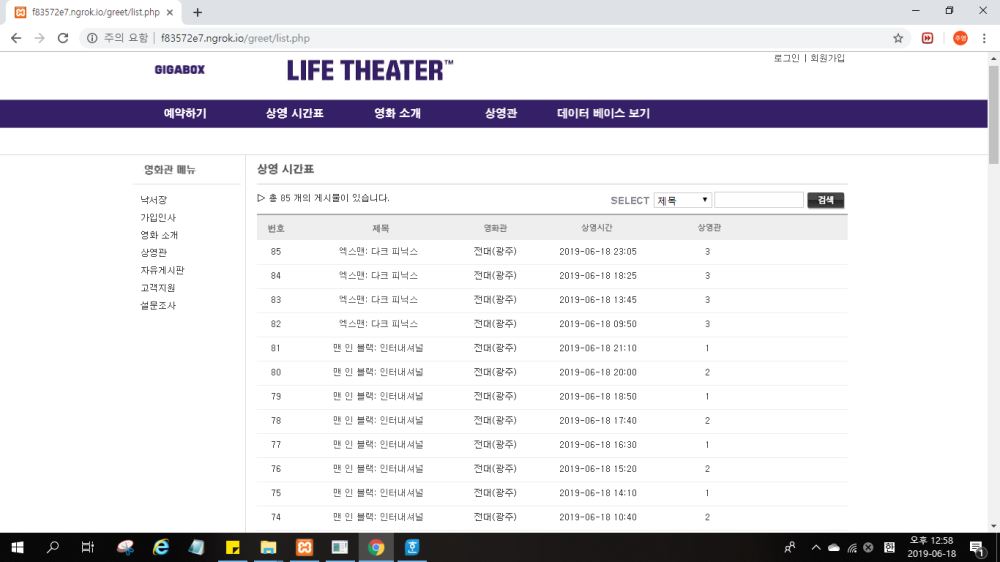 f83572e7.ngrok.io/greet/list.php
주의 요함 | f83572e7.ngrok.io/greet/list.php
주영
로그인 | 회원가입
GIGABOX
LIFE THEATER™
예약하기 상영 시간표 영화 소개 상영관 데이터 베이스 보기
영화관 메뉴
낙서장
가입인사
영화 소개
상영관
자유게시판
고객지원
설문조사
상영 시간표
▷ 총 85 개의 게시물이 있습니다. SELECT 제목 ▼ 검색
번호 제목 영화관 상영시간 상영관
85 엑스맨: 다크 피닉스 전대(광주) 2019-06-18 23:05 3
84 엑스맨: 다크 피닉스 전대(광주) 2019-06-18 18:25 3
83 엑스맨: 다크 피닉스 전대(광주) 2019-06-18 13:45 3
82 엑스맨: 다크 피닉스 전대(광주) 2019-06-18 09:50 3
81 맨 인 블랙: 인터내셔널 전대(광주) 2019-06-18 21:10 1
80 맨 인 블랙: 인터내셔널 전대(광주) 2019-06-18 20:00 2
79 맨 인 블랙: 인터내셔널 전대(광주) 2019-06-18 18:50 1
78 맨 인 블랙: 인터내셔널 전대(광주) 2019-06-18 17:40 2
77 맨 인 블랙: 인터내셔널 전대(광주) 2019-06-18 16:30 1
76 맨 인 블랙: 인터내셔널 전대(광주) 2019-06-18 15:20 2
75 맨 인 블랙: 인터내셔널 전대(광주) 2019-06-18 14:10 1
74 맨 인 블랙: 인터내셔널 전대(광주) 2019-06-18 10:40 2
오후 12:58
2019-06-18